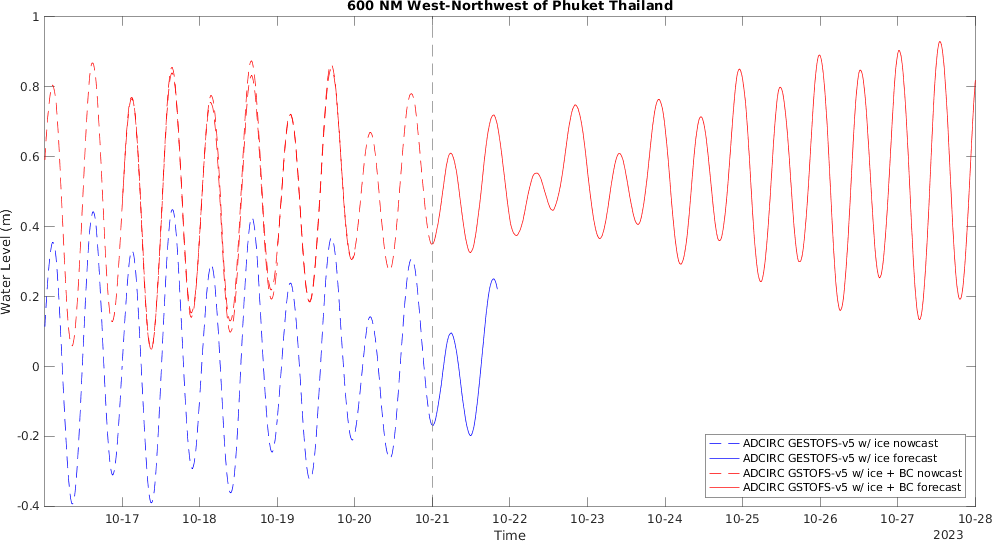 600 NM West-Northwest of Phuket Thailand
1
0.8
0.6
0.4
0.2
0
-0.2
-0.4
Water Level (m)
ADCIRC GESTOFS-v5 w/ ice nowcast
ADCIRC GESTOFS-v5 w/ ice forecast
ADCIRC GSTOFS-v5 w/ ice + BC nowcast
ADCIRC GSTOFS-v5 w/ ice + BC forecast
10-17 10-18 10-19 10-20 10-21 10-22 10-23 10-24 10-25 10-26 10-27 10-28
Time
2023